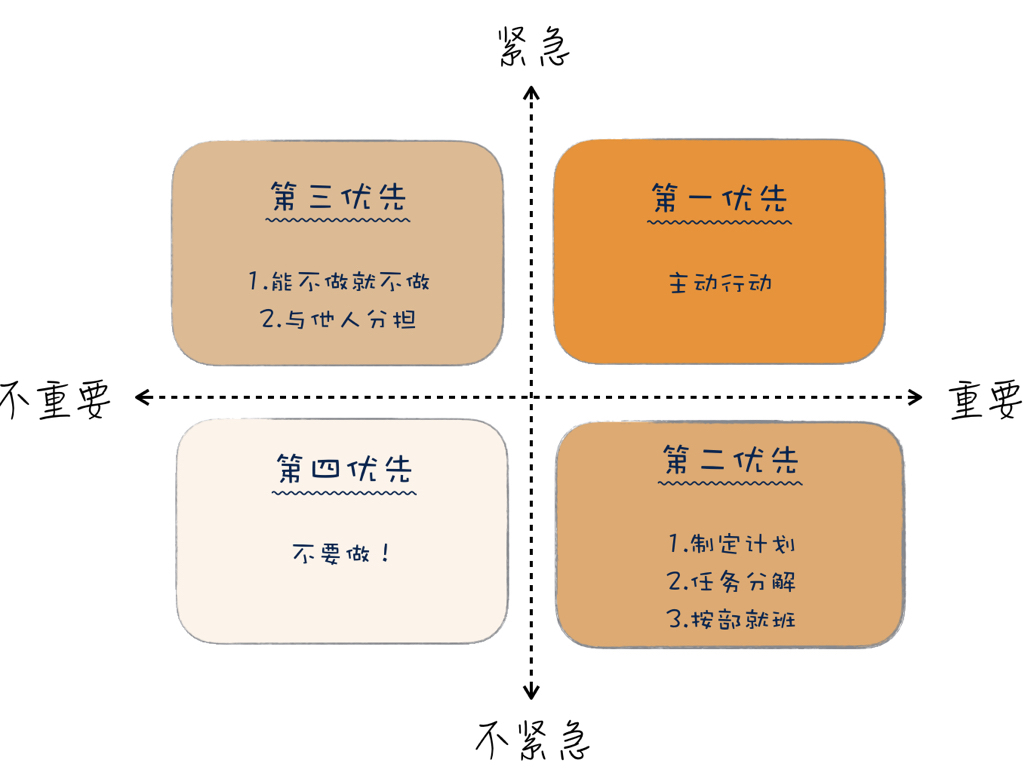 紧急
第三优先
1.能不做就不做
2.与他人分担
第一优先
主动行动
不重要
重要
第四优先
不要做！
第二优先
1.制定计划
2.任务分解
3.按部就班
不紧急